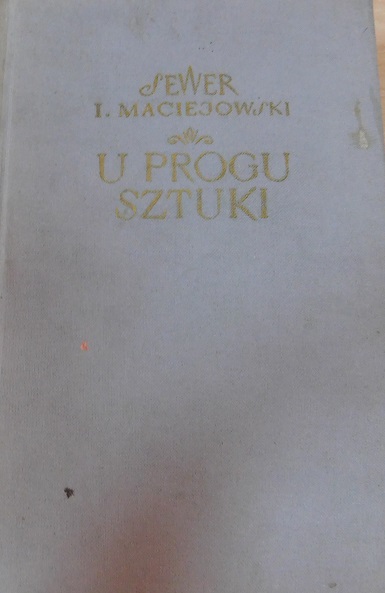 SEWER
I. MACIEJOWSKI
U PROGU
SZTUKI